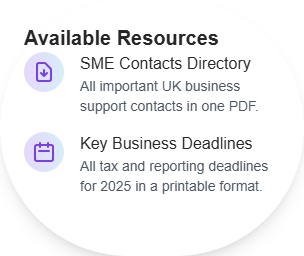 Available Resources
SME Contacts Directory
All important UK business
support contacts in one PDF.
Key Business Deadlines
All tax and reporting deadlines
for 2025 in a printable format.